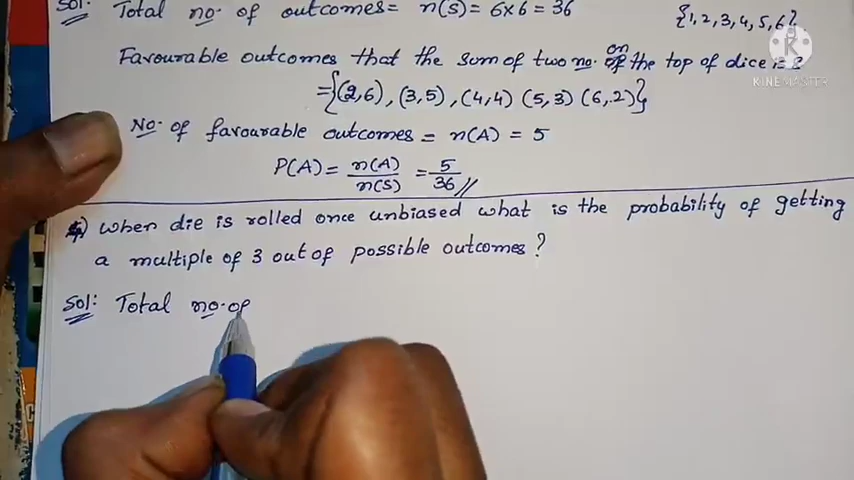 Sol: Total no. of outcomes = n(S) = 6×6 = 36 {1,2,3,4,5,6}
Favourable outcomes that the sum of two no. on the top of dice is 8
= {(2,6), (3,5), (4,4) (5,3) (6,2)}
No. of favourable outcomes = n(A) = 5
P(A) = n(A)/n(S) = 5/36 //
Q) When die is rolled once unbiased what is the probability of getting
a multiple of 3 out of possible outcomes?
Sol: Total no. of
K
KINEMASTER